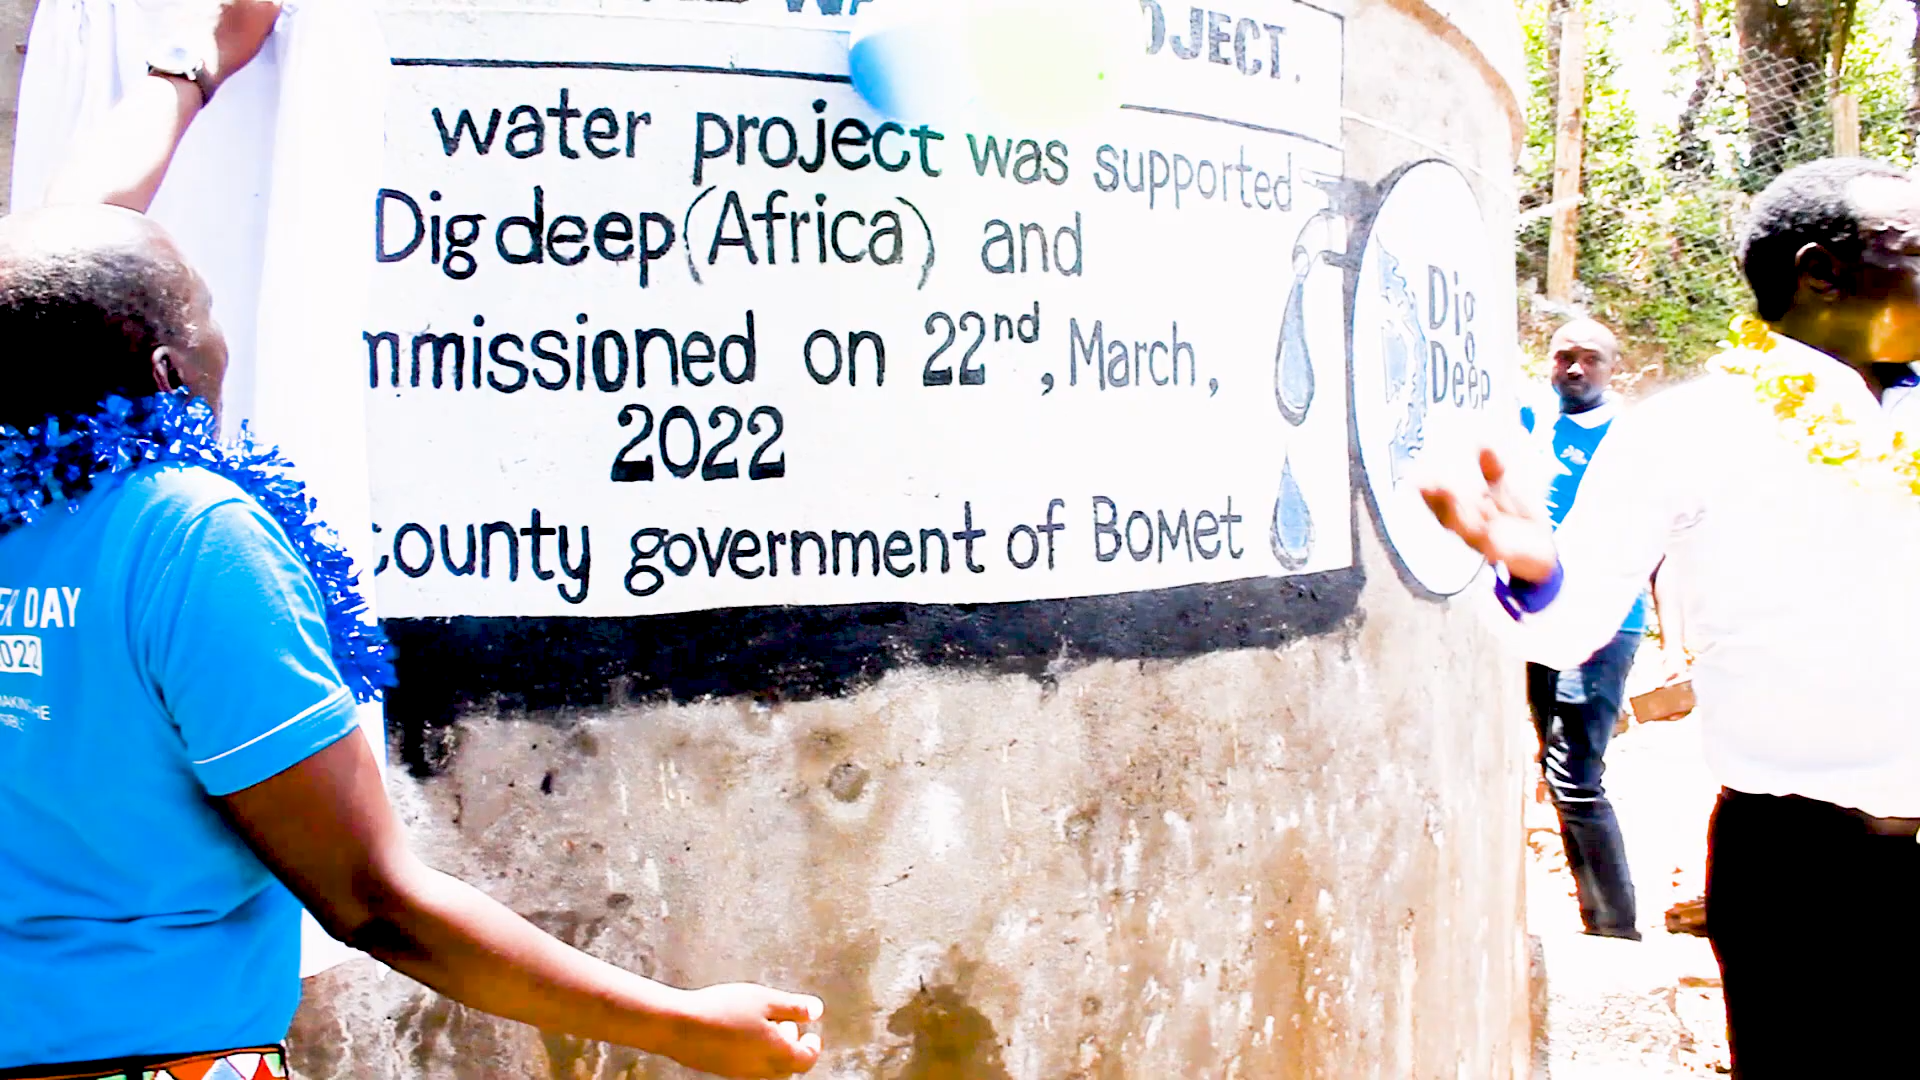 OJECT.
water project was supported
Dig deep (Africa) and
mmissioned on 22nd, March,
2022
county government of BoMet
Dig
Deep
DAY
022